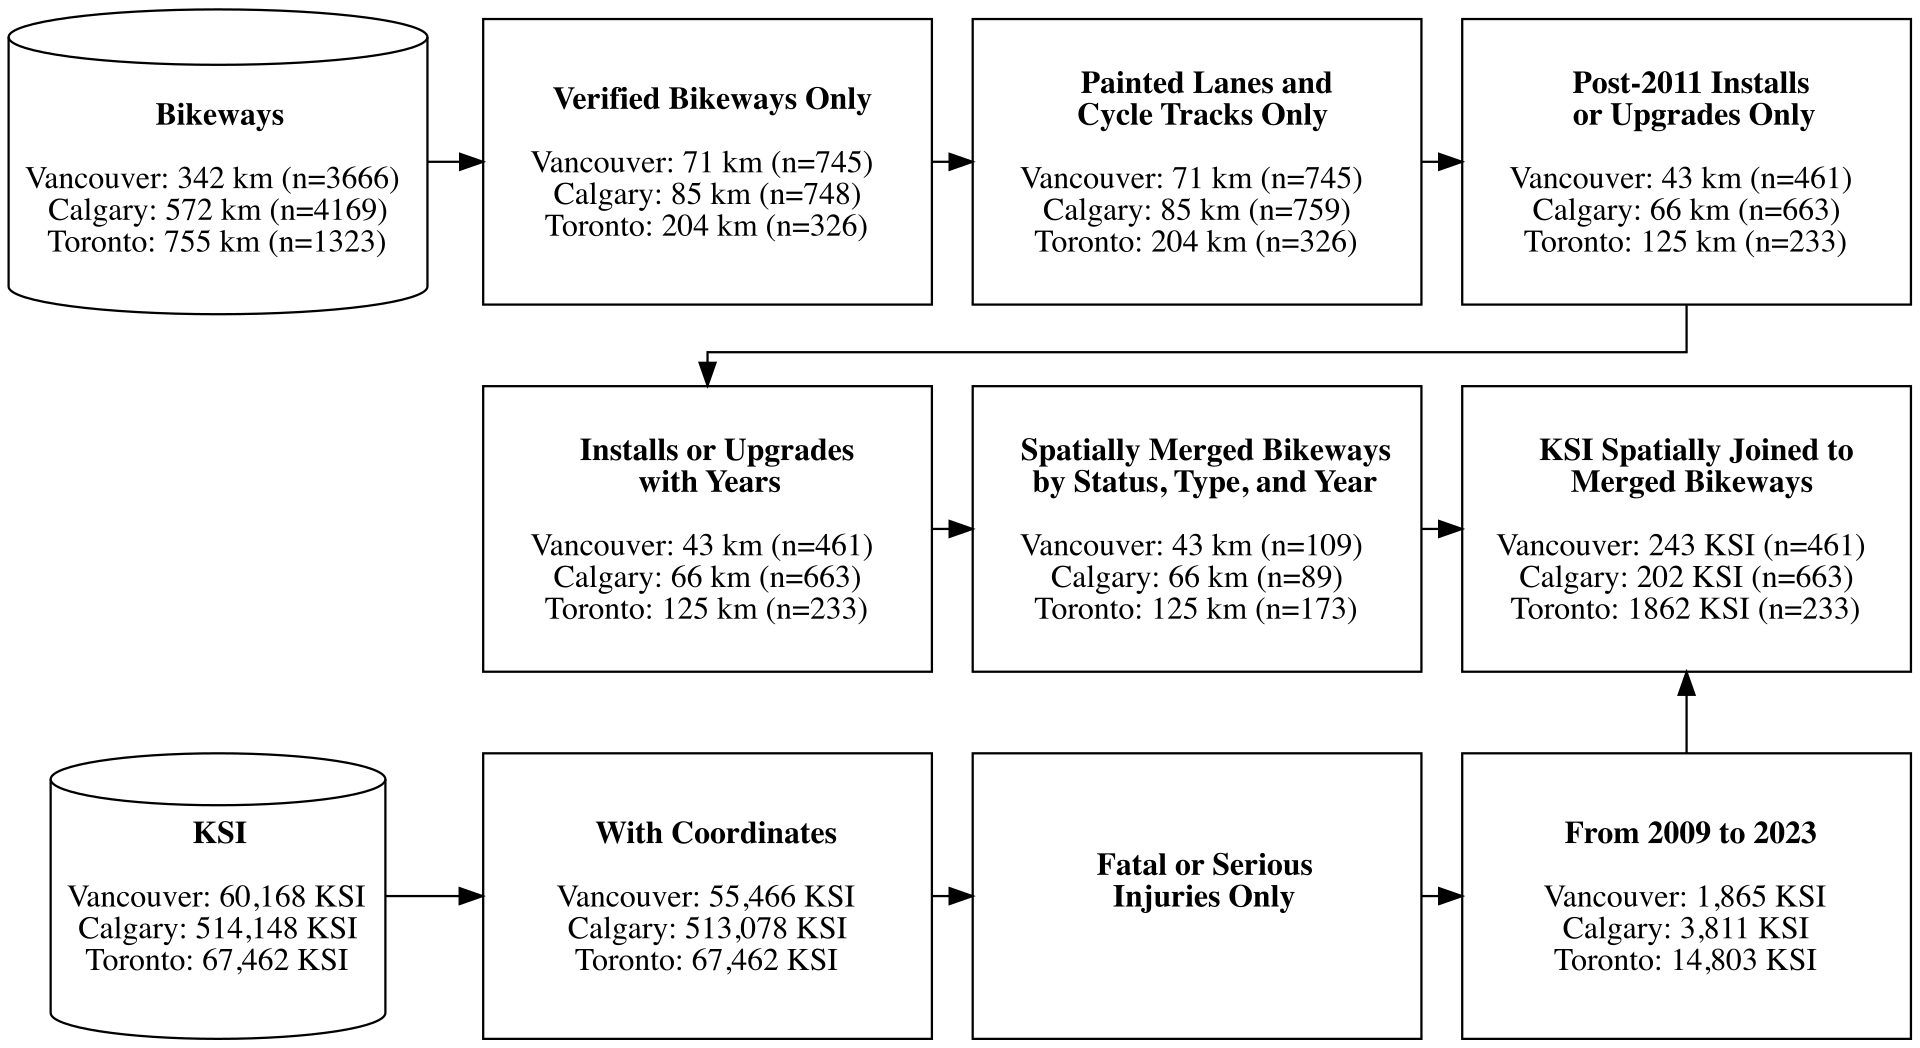 Bikeways
Vancouver: 342 km (n=3666)
Calgary: 572 km (n=4169)
Toronto: 755 km (n=1323)
Verified Bikeways Only
Vancouver: 71 km (n=745)
Calgary: 85 km (n=748)
Toronto: 204 km (n=326)
Painted Lanes and
Cycle Tracks Only
Vancouver: 71 km (n=745)
Calgary: 85 km (n=759)
Toronto: 204 km (n=326)
Post-2011 Installs
or Upgrades Only
Vancouver: 43 km (n=461)
Calgary: 66 km (n=663)
Toronto: 125 km (n=233)
Installs or Upgrades
with Years
Vancouver: 43 km (n=461)
Calgary: 66 km (n=663)
Toronto: 125 km (n=233)
Spatially Merged Bikeways
by Status, Type, and Year
Vancouver: 43 km (n=109)
Calgary: 66 km (n=89)
Toronto: 125 km (n=173)
KSI Spatially Joined to
Merged Bikeways
Vancouver: 243 KSI (n=461)
Calgary: 202 KSI (n=663)
Toronto: 1862 KSI (n=233)
KSI
Vancouver: 60,168 KSI
Calgary: 514,148 KSI
Toronto: 67,462 KSI
With Coordinates
Vancouver: 55,466 KSI
Calgary: 513,078 KSI
Toronto: 67,462 KSI
Fatal or Serious
Injuries Only
From 2009 to 2023
Vancouver: 1,865 KSI
Calgary: 3,811 KSI
Toronto: 14,803 KSI